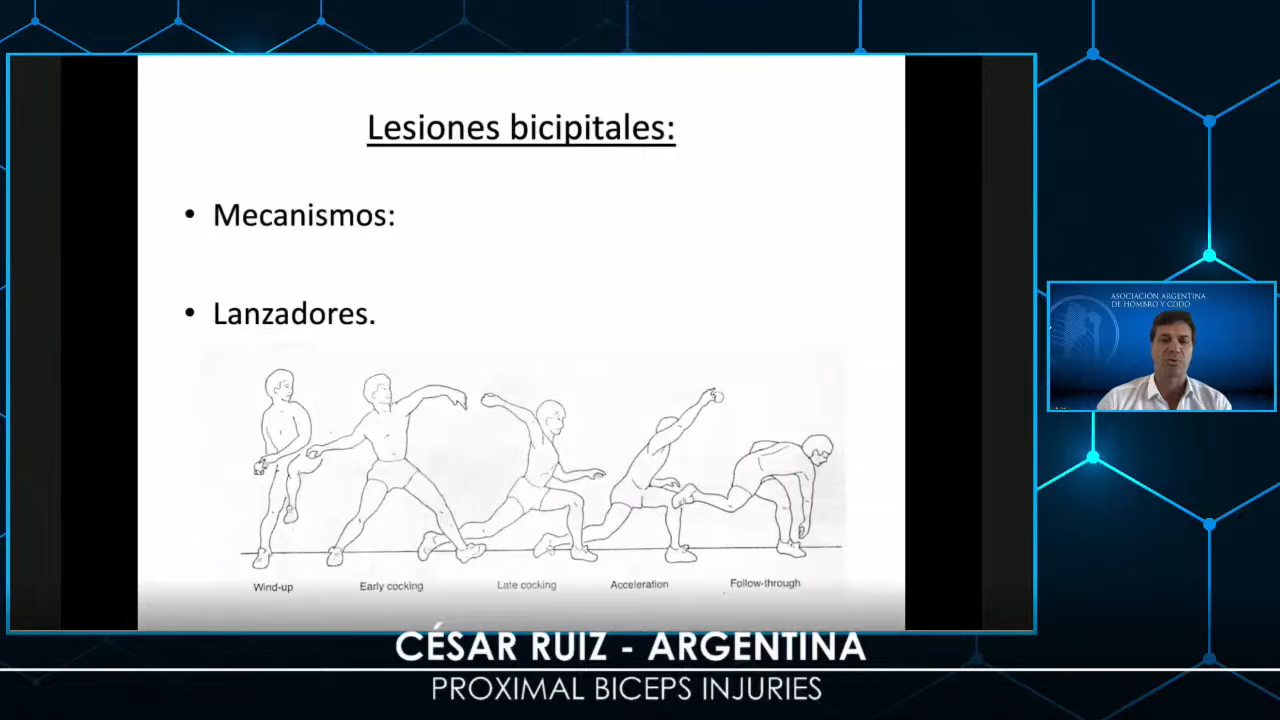 Lesiones bicipitales:
• Mecanismos:
• Lanzadores.
Wind-up
Early cocking
Late cocking
Acceleration
Follow-through
ASOCIACIÓN ARGENTINA
DE HOMBRO Y CODO
CÉSAR RUIZ - ARGENTINA
PROXIMAL BICEPS INJURIES